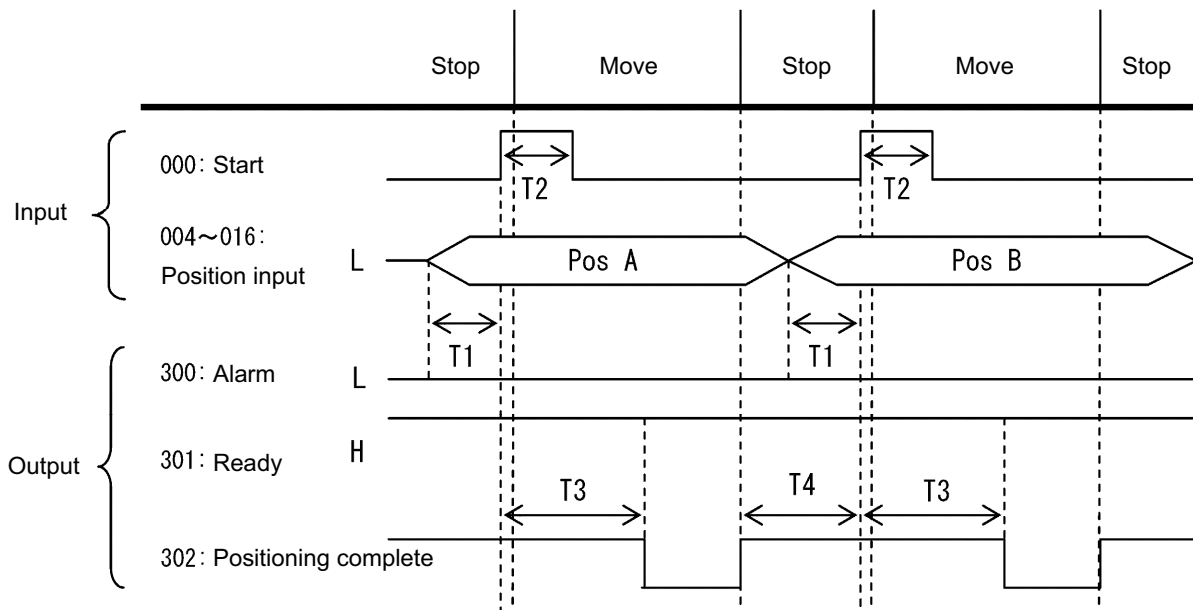 Stop Move Stop Move Stop
Input
000: Start
T2 T2
004～016:
Position input
L
Pos A Pos B
T1 T1
Output
300: Alarm
L
301: Ready
H
T3 T4 T3
302: Positioning complete